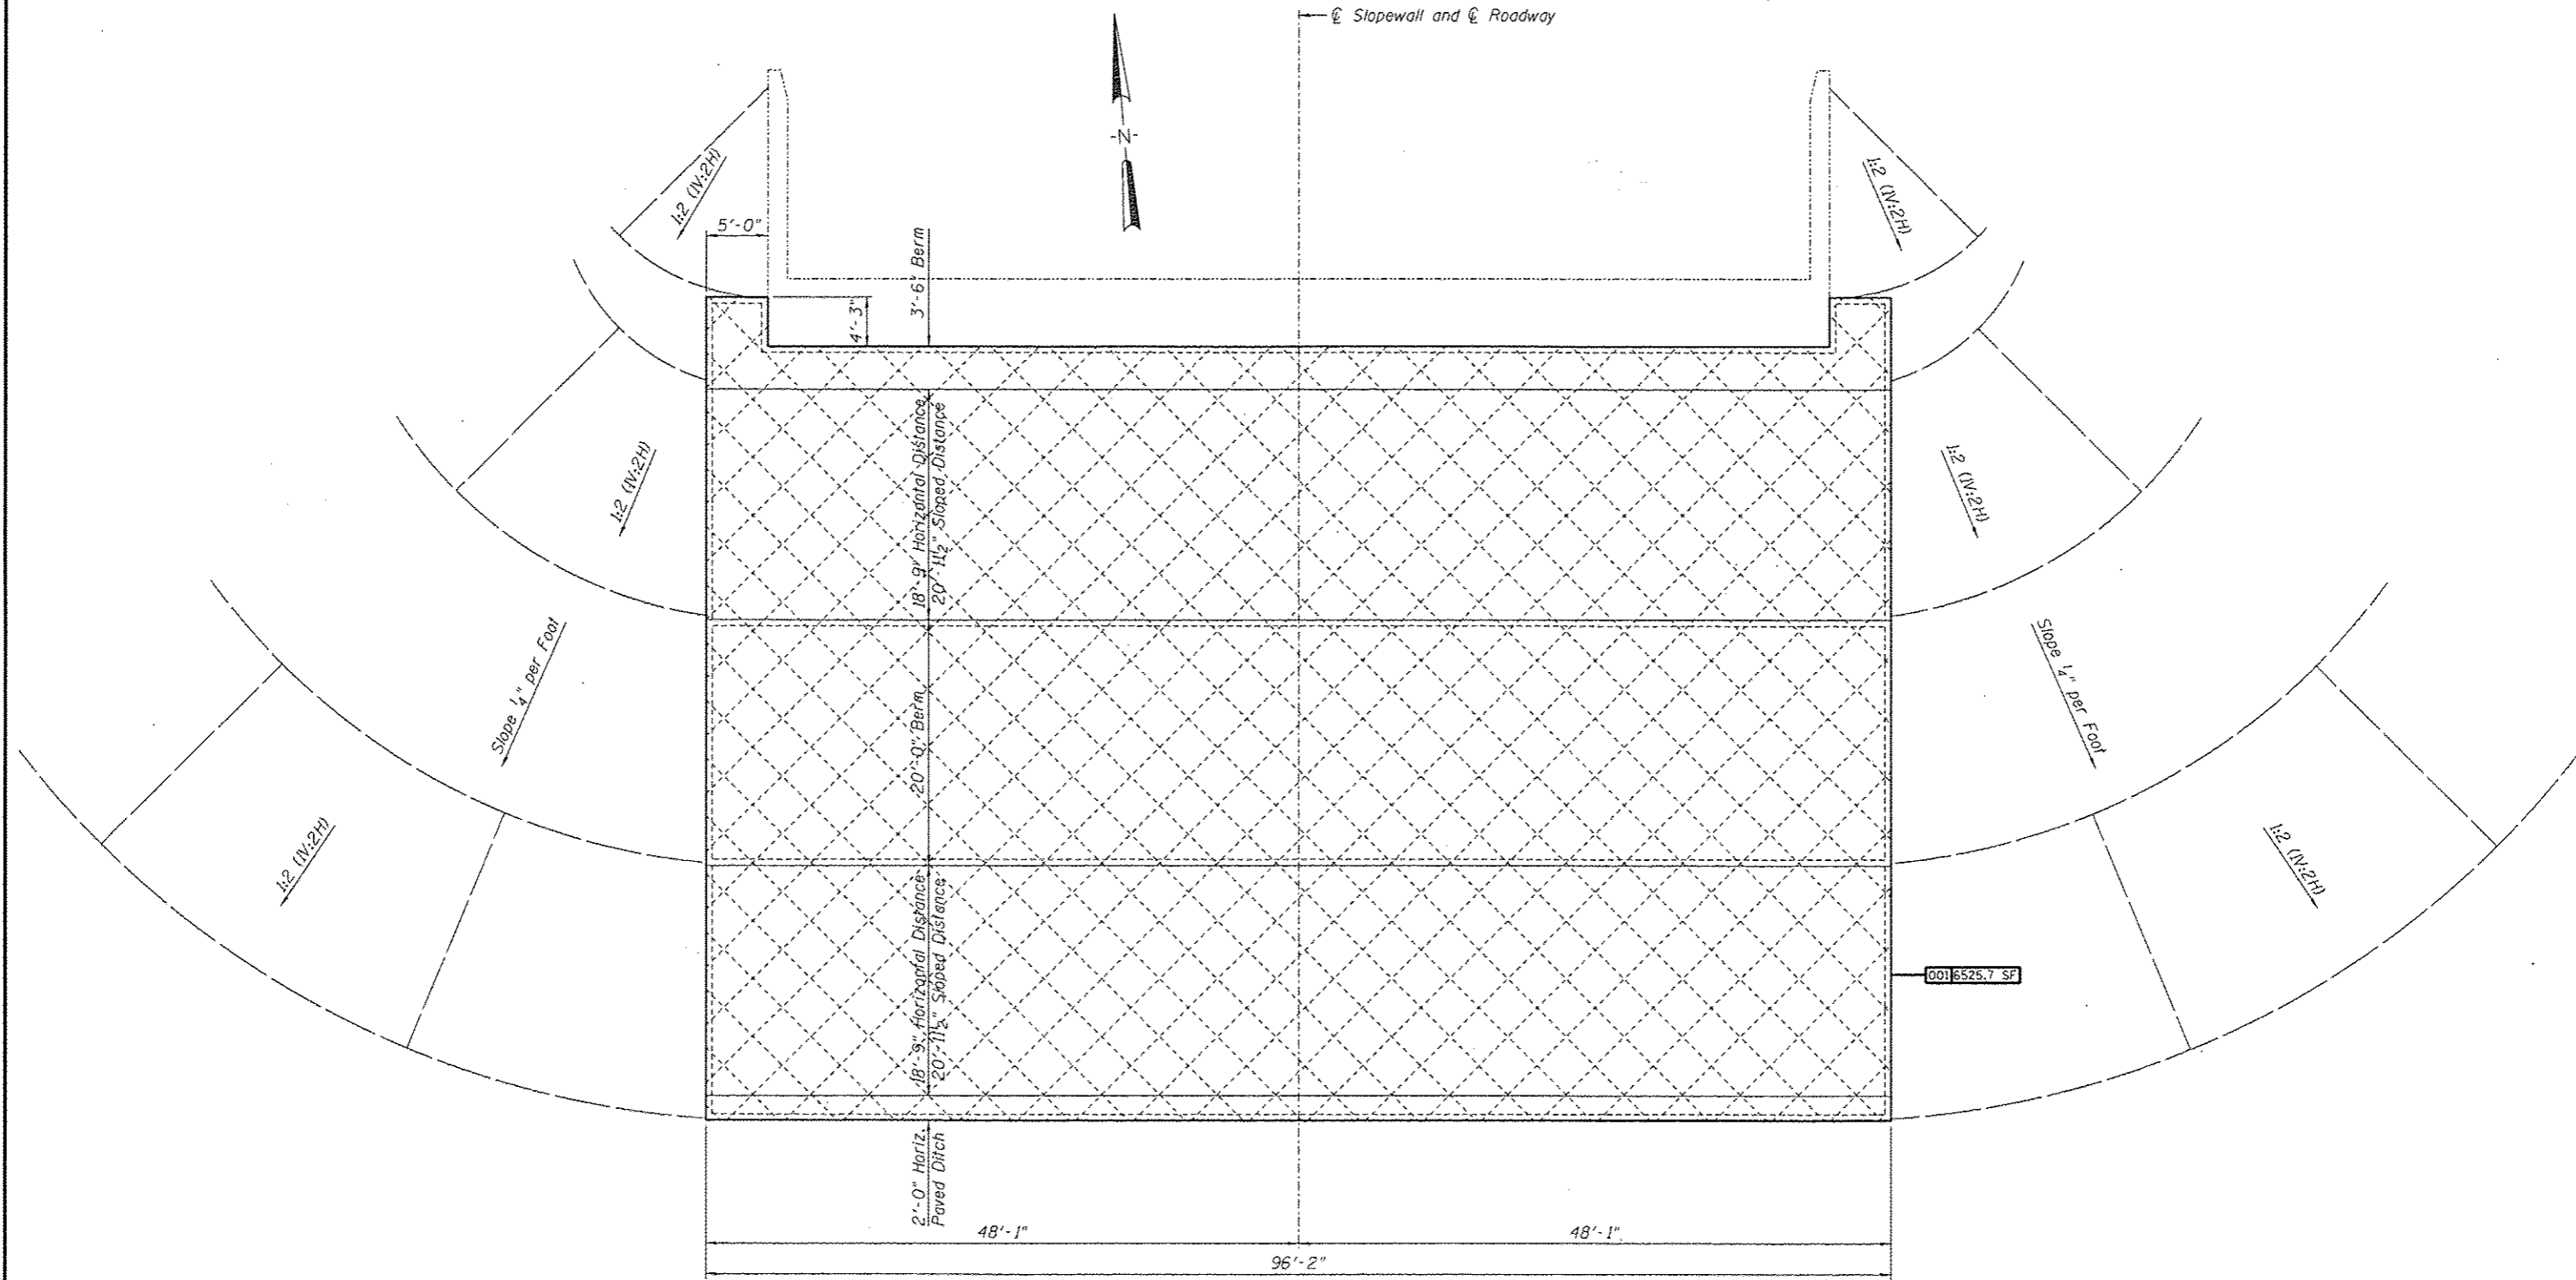 ℄ Slopewall and ℄ Roadway
-N-
1:2 (1V:2H)
1:2 (1V:2H)
5'-0"
3'-6" Berm
4'-3"
18'-9" Horizontal Distance
20'-11½" Sloped Distance
1:2 (1V:2H)
1:2 (1V:2H)
Slope ¼" per Foot
Slope ¼" per Foot
20'-0" Berm
1:2 (1V:2H)
1:2 (1V:2H)
18'-9" Horizontal Distance
20'-11½" Sloped Distance
001 6525.7 SF
2'-0" Horiz.
Paved Ditch
48'-1"
48'-1"
96'-2"